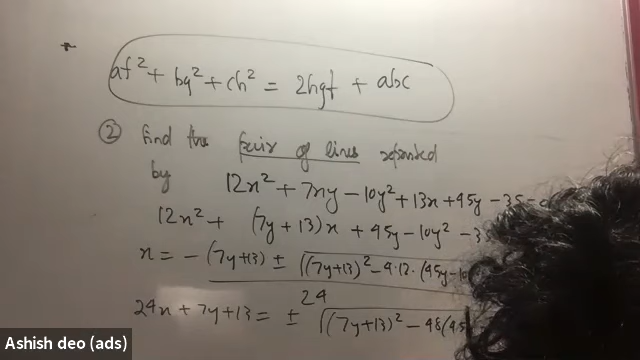 af² + bg² + ch² = 2hgf + abc
② Find the pair of lines
by 12x² + 7xy - 10y² + 13x + 45y - 35 = 0
12x² + (7y + 13)x + 45y - 10y² - 3
x = - (7y+13) ± √((7y+13)² - 4.12. (45y - 10
24
24x + 7y + 13 = ± √((7y+13)² - 48(45
Ashish deo (ads)